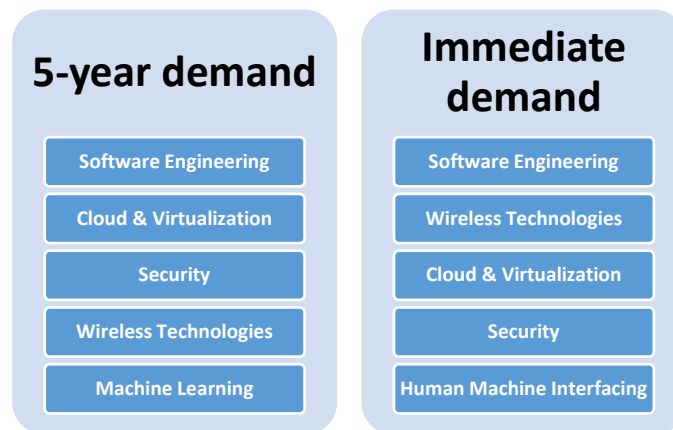 5-year demand
Software Engineering
Cloud & Virtualization
Security
Wireless Technologies
Machine Learning
Immediate
demand
Software Engineering
Wireless Technologies
Cloud & Virtualization
Security
Human Machine Interfacing